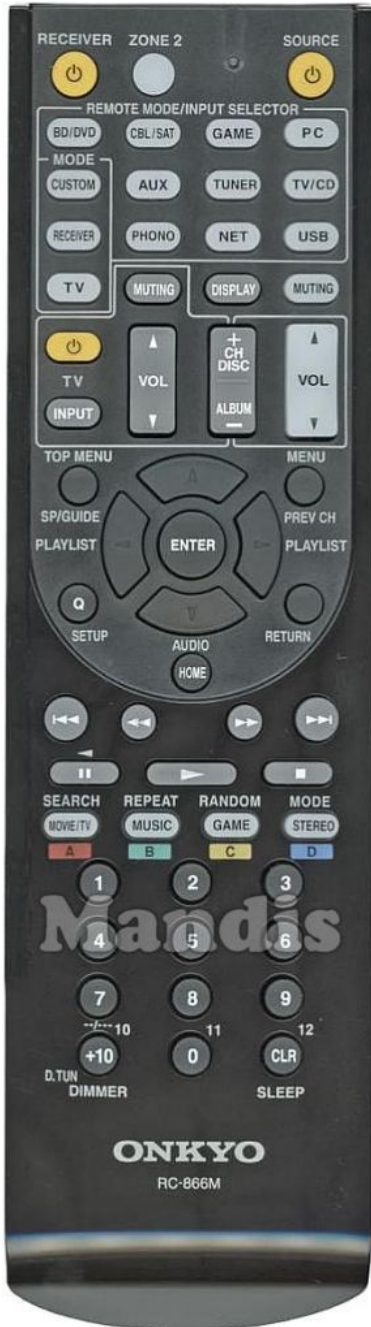 RECEIVER ZONE 2 SOURCE
REMOTE MODE/INPUT SELECTOR
BD/DVD CBL/SAT GAME PC
MODE
CUSTOM AUX TUNER TV/CD
RECEIVER PHONO NET USB
TV MUTING DISPLAY MUTING
TV VOL + CH DISC VOL
INPUT ALBUM −
TOP MENU MENU
SP/GUIDE PREV CH
PLAYLIST ENTER PLAYLIST
Q
SETUP AUDIO RETURN
HOME
SEARCH REPEAT RANDOM MODE
MOVIE/TV MUSIC GAME STEREO
A B C D
1 2 3
Mandis
4 5 6
7 8 9
--/--- 10 11 12
+10 0 CLR
D.TUN
DIMMER SLEEP
ONKYO
RC-866M